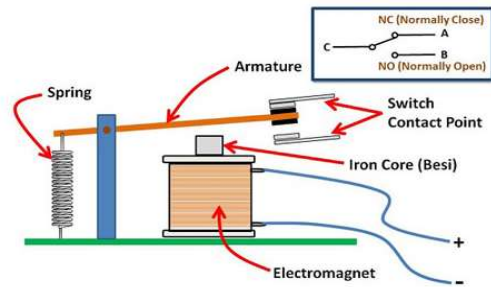 NC (Normally Close)
A
C
B
NO (Normally Open)
Armature
Spring
Switch
Contact Point
Iron Core (Besi)
+
-
Electromagnet